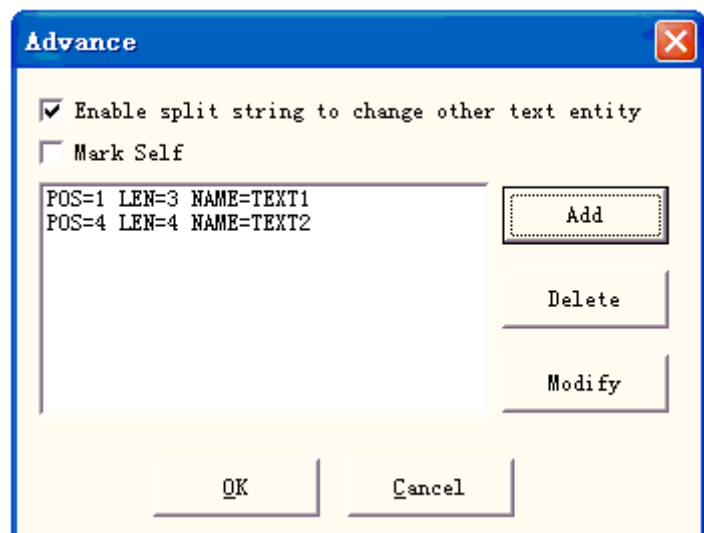 Advance
Enable split string to change other text entity
Mark Self
POS=1 LEN=3 NAME=TEXT1
POS=4 LEN=4 NAME=TEXT2
Add
Delete
Modify
OK
Cancel